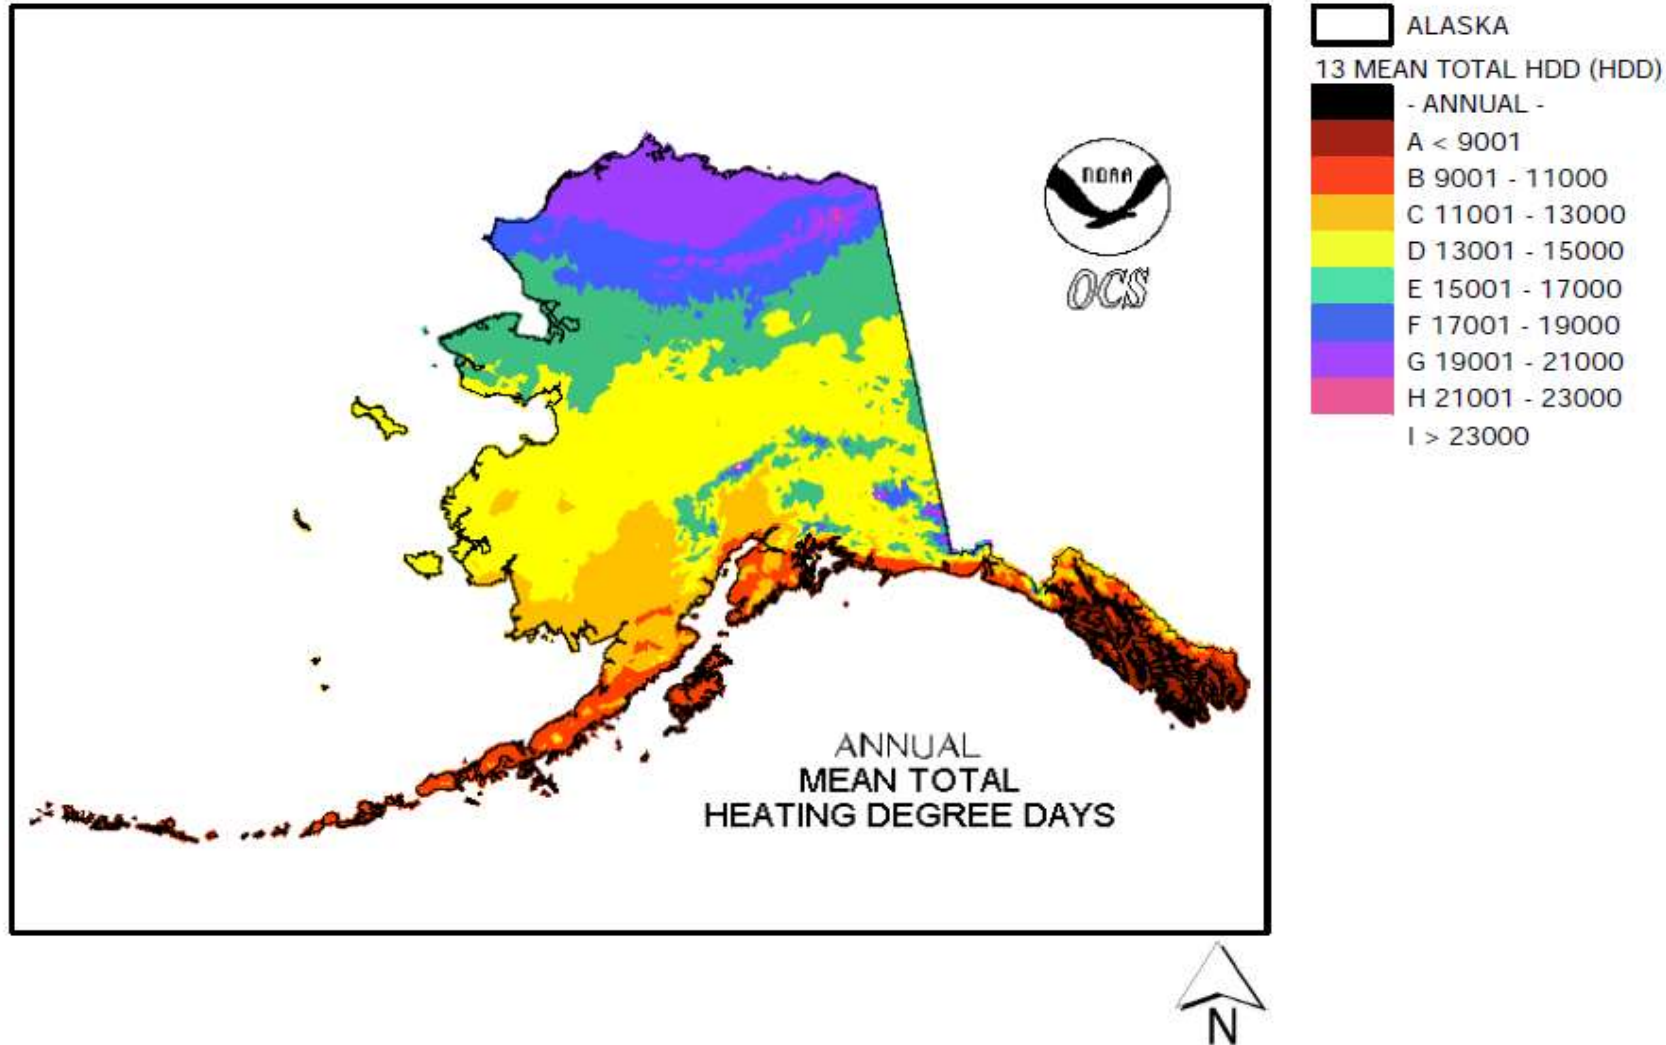 ALASKA
13 MEAN TOTAL HDD (HDD)
- ANNUAL -
A < 9001
B 9001 - 11000
C 11001 - 13000
D 13001 - 15000
E 15001 - 17000
F 17001 - 19000
G 19001 - 21000
H 21001 - 23000
I > 23000
NOAA
OCS
ANNUAL
MEAN TOTAL
HEATING DEGREE DAYS
N